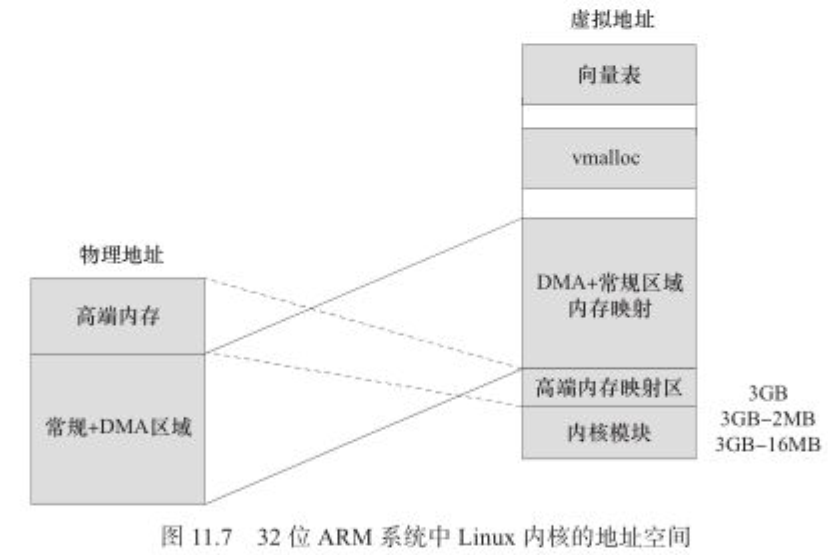 虚拟地址
向量表
vmalloc
物理地址
高端内存
常规+DMA区域
DMA+常规区域
内存映射
高端内存映射区
内核模块
3GB
3GB-2MB
3GB-16MB
图 11.7 32 位 ARM 系统中 Linux 内核的地址空间